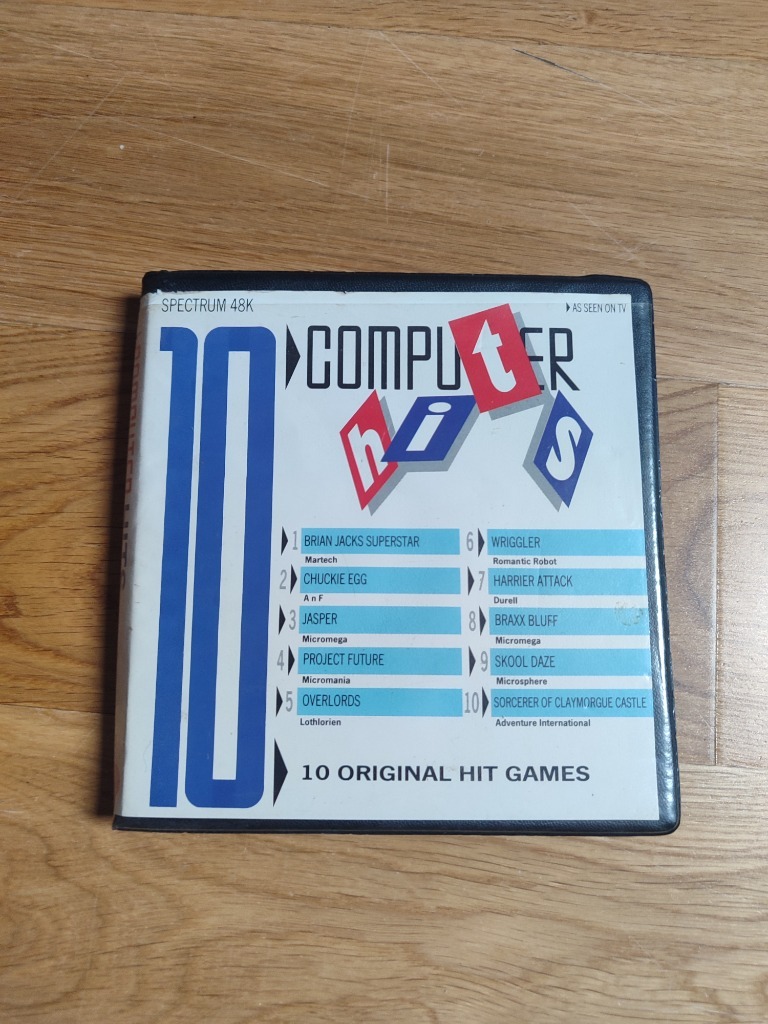 SPECTRUM 48K
AS SEEN ON TV
10
COMPUTER
hits
1 BRIAN JACKS SUPERSTAR
Martech
2 CHUCKIE EGG
A n F
3 JASPER
Micromega
4 PROJECT FUTURE
Micromania
5 OVERLORDS
Lothlorien
6 WRIGGLER
Romantic Robot
7 HARRIER ATTACK
Durell
8 BRAXX BLUFF
Micromega
9 SKOOL DAZE
Microsphere
10 SORCERER OF CLAYMORGUE CASTLE
Adventure International
10 ORIGINAL HIT GAMES
COMPUTER HITS